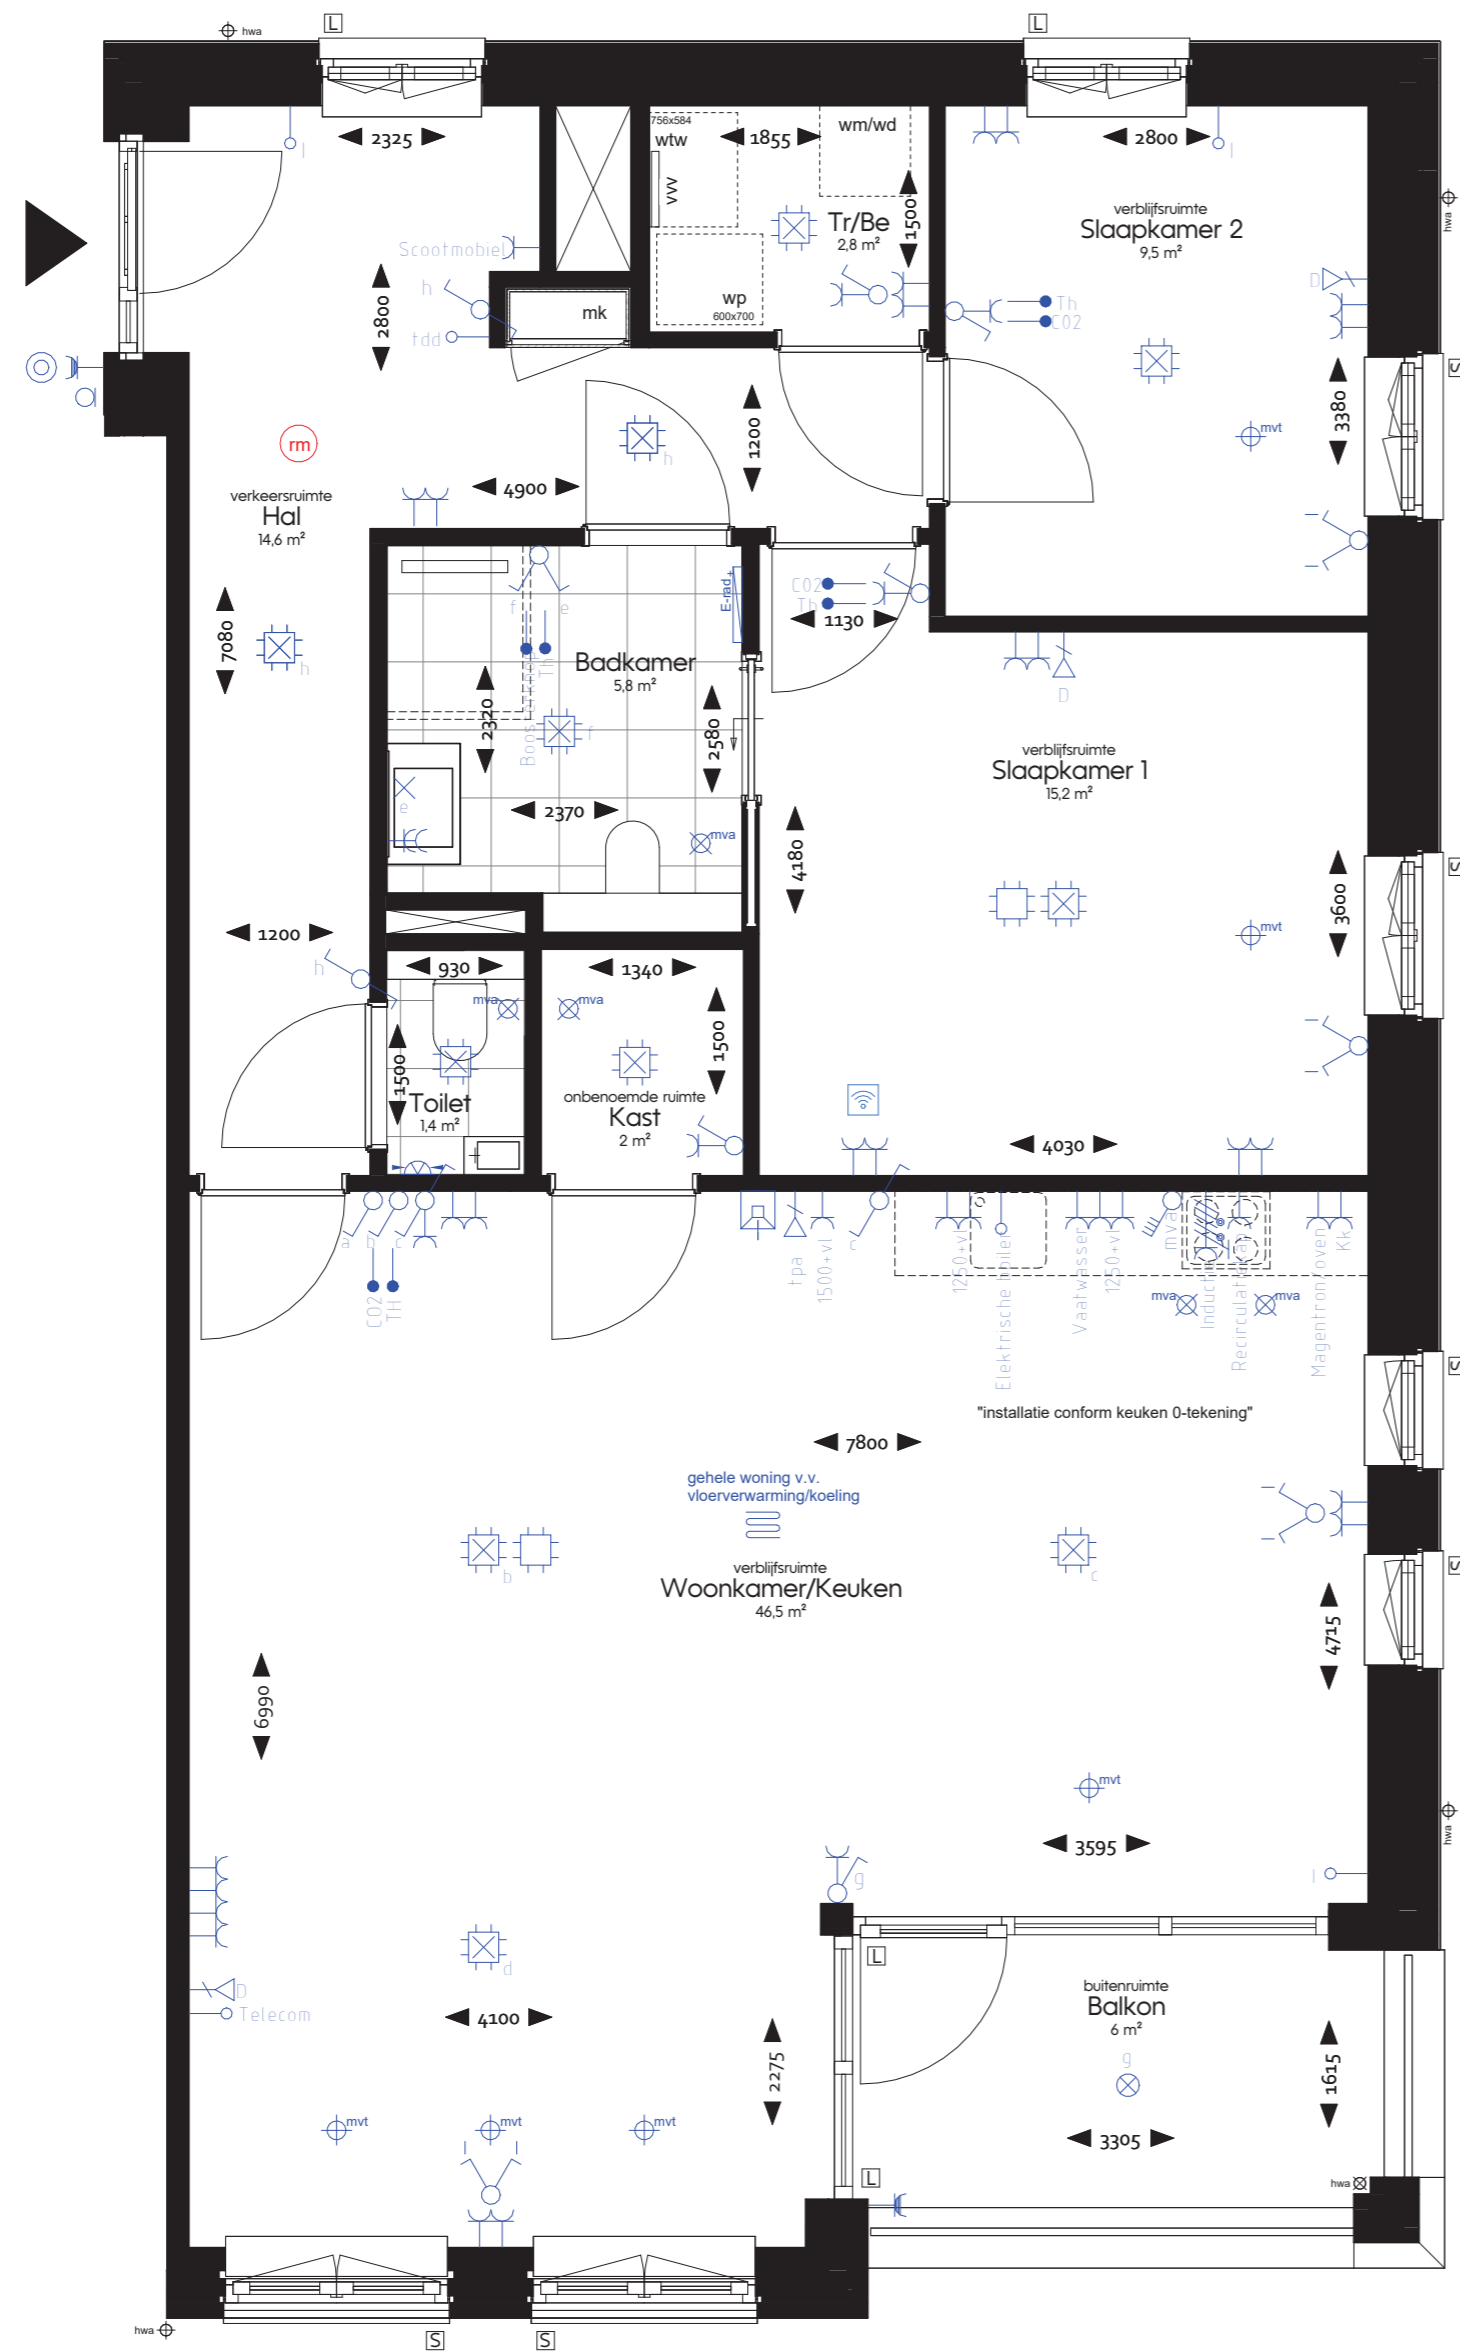 hwa
L
L
2325
756x584
wtw
VVV
1855
wm/wd
2800
l
l
1500
Tr/Be
2,8 m²
verblijfsruimte
Slaapkamer 2
9,5 m²
hwa
Scootmobiel
h
2800
tdd
mk
wp
600x700
D
Th
CO2
S
3380
mvt
rm
4900
h
1200
verkeersruimte
Hal
14,6 m²
7080
h
f
e
E-rad.
CO2
Th
1130
Th
Badkamer
5,8 m²
2320
f
2580
D
verblijfsruimte
Slaapkamer 1
15,2 m²
e
2370
mva
4180
S
3600
mvt
1200
h
930
1340
mva
mva
1500
1500
Toilet
1,4 m²
onbenoemde ruimte
Kast
2 m²
4030
a
b
c
CO2
TH
tpa
1500+vl
c
1250+vl
Elektrische boiler
Vaatwasser
1250+vl
mva
mva
mva
Magentron/oven
Kk
S
"installatie conform keuken 0-tekening"
7800
gehele woning v.v.
vloerverwarming/koeling
b
c
verblijfsruimte
Woonkamer/Keuken
46,5 m²
S
4715
6990
mvt
hwa
3595
l
g
d
D
Telecom
L
buitenruimte
Balkon
6 m²
4100
2275
g
1615
mvt
mvt
mvt
3305
L
hwa
hwa
S
S